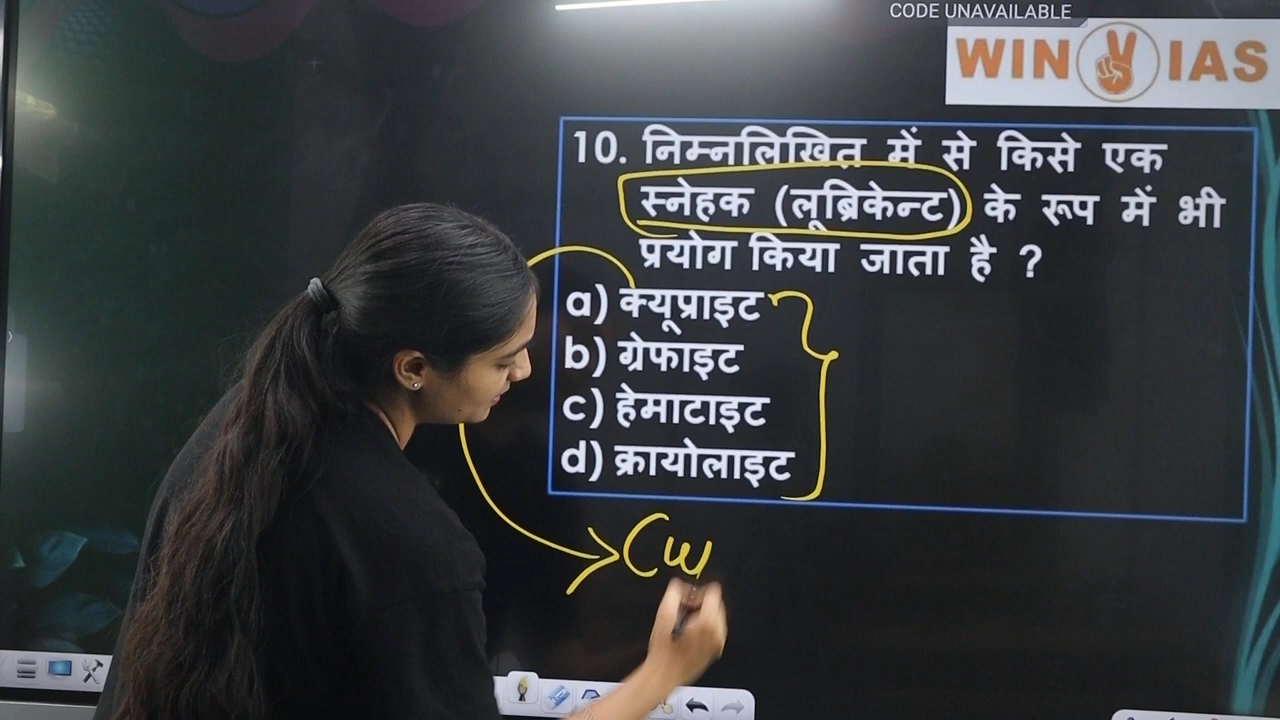 CODE UNAVAILABLE
WIN IAS
10. निम्नलिखित में से किसे एक
स्नेहक (लूब्रिकेन्ट) के रूप में भी
प्रयोग किया जाता है ?
a) क्यूप्राइट
b) ग्रेफाइट
c) हेमाटाइट
d) क्रायोलाइट
Cu